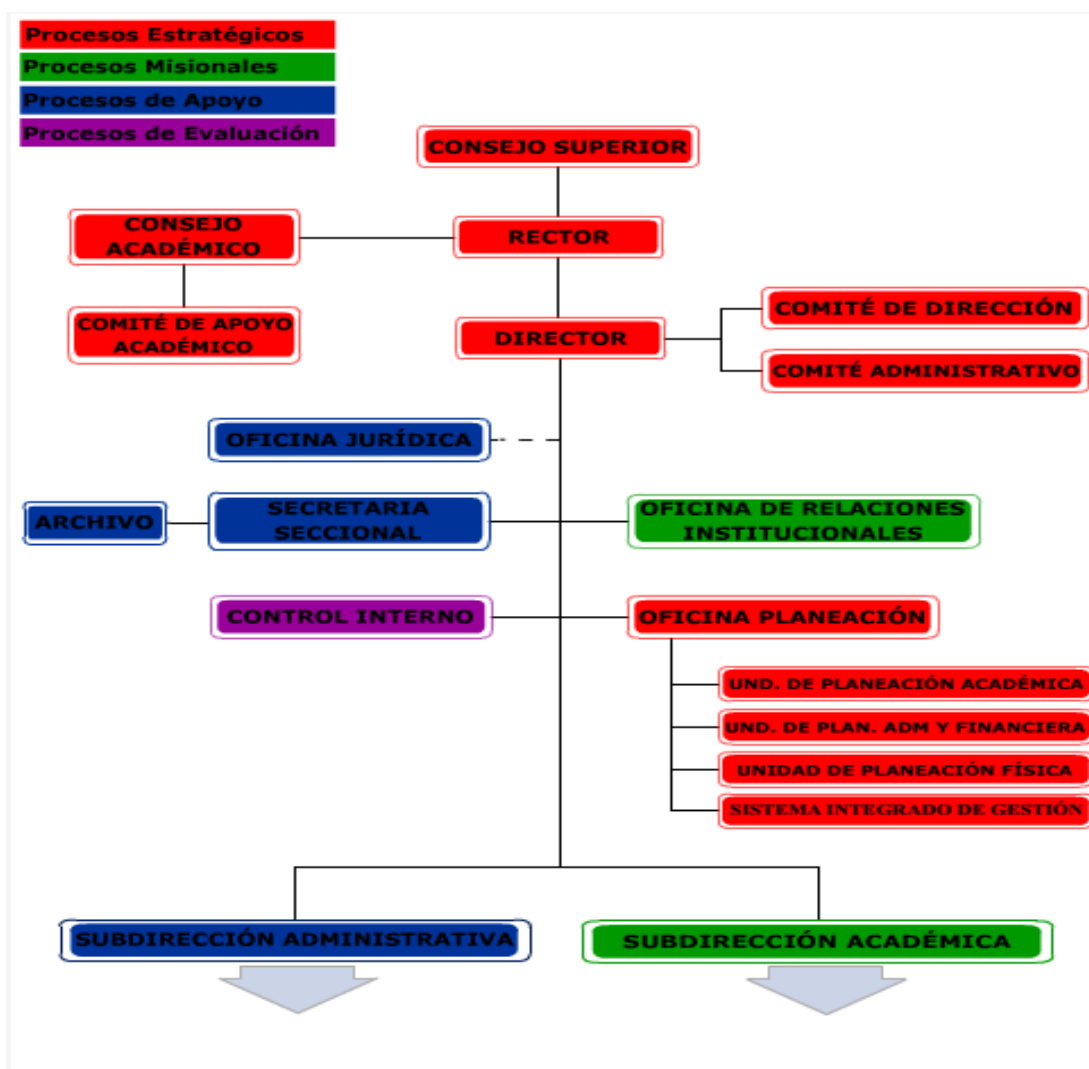 Procesos Estratégicos
Procesos Misionales
Procesos de Apoyo
Procesos de Evaluación
CONSEJO SUPERIOR
CONSEJO
ACADÉMICO
RECTOR
COMITÉ DE APOYO
ACADÉMICO
DIRECTOR
COMITÉ DE DIRECCIÓN
COMITÉ ADMINISTRATIVO
OFICINA JURÍDICA
ARCHIVO
SECRETARIA
SECCIONAL
OFICINA DE RELACIONES
INSTITUCIONALES
CONTROL INTERNO
OFICINA PLANEACIÓN
UND. DE PLANEACIÓN ACADÉMICA
UND. DE PLAN. ADM Y FINANCIERA
UNIDAD DE PLANEACIÓN FÍSICA
SISTEMA INTEGRADO DE GESTIÓN
SUBDIRECCIÓN ADMINISTRATIVA
SUBDIRECCIÓN ACADÉMICA